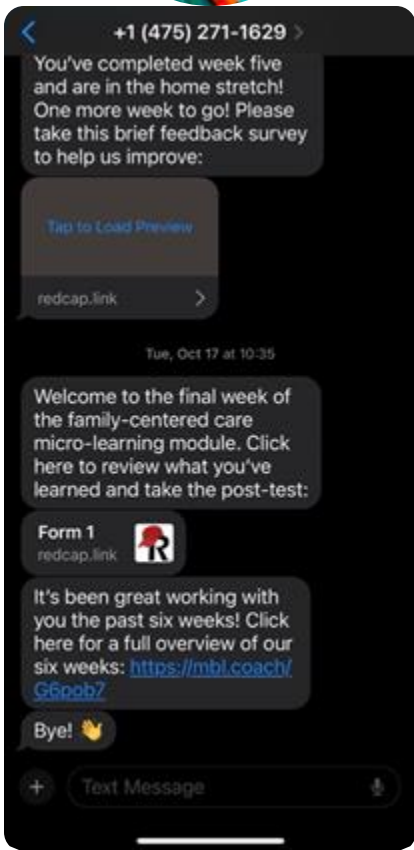 +1 (475) 271-1629
You've completed week five
and are in the home stretch!
One more week to go! Please
take this brief feedback survey
to help us improve:
Tap to Load Preview
redcap.link
Tue, Oct 17 at 10:35
Welcome to the final week of
the family-centered care
micro-learning module. Click
here to review what you've
learned and take the post-test:
Form 1
redcap.link
R
It's been great working with
you the past six weeks! Click
here for a full overview of our
six weeks: https://mbl.coach/
G6pob7
Bye! 👋
Text Message